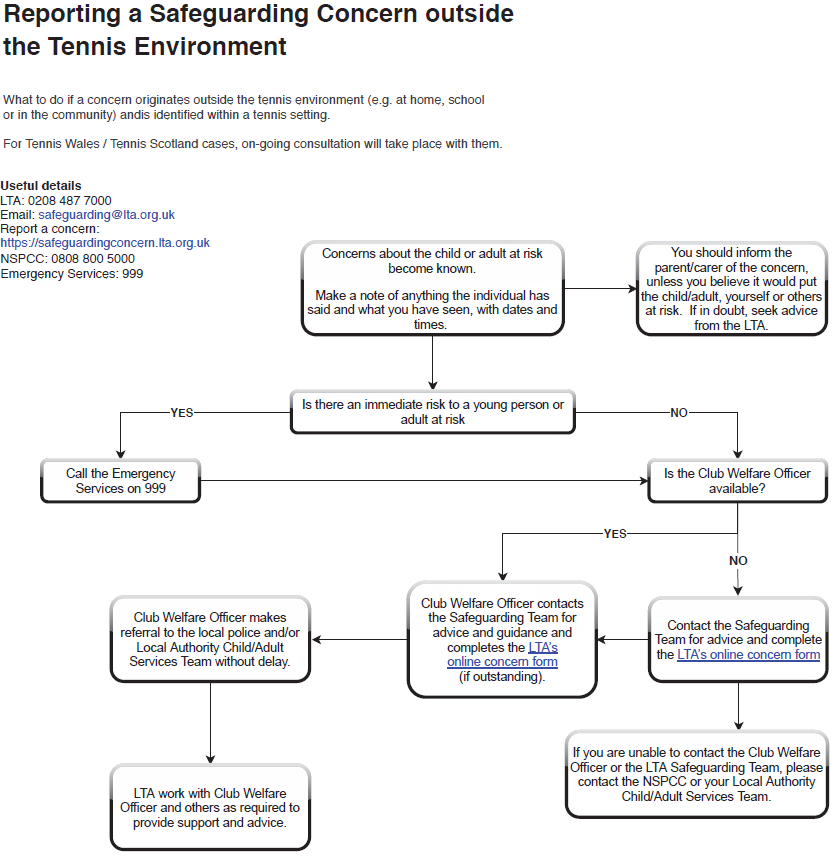 Reporting a Safeguarding Concern outside
the Tennis Environment
What to do if a concern originates outside the tennis environment (e.g. at home, school
or in the community) andis identified within a tennis setting.
For Tennis Wales / Tennis Scotland cases, on-going consultation will take place with them.
Useful details
LTA: 0208 487 7000
Email: safeguarding@lta.org.uk
Report a concern:
https://safeguardingconcern.lta.org.uk
NSPCC: 0808 800 5000
Emergency Services: 999
Concerns about the child or adult at risk
become known.
Make a note of anything the individual has
said and what you have seen, with dates and
times.
You should inform the
parent/carer of the concern,
unless you believe it would put
the child/adult, yourself or others
at risk. If in doubt, seek advice
from the LTA.
Is there an immediate risk to a young person or
adult at risk
YES
NO
Call the Emergency
Services on 999
Is the Club Welfare Officer
available?
YES
NO
Club Welfare Officer makes
referral to the local police and/or
Local Authority Child/Adult
Services Team without delay.
Club Welfare Officer contacts
the Safeguarding Team for
advice and guidance and
completes the LTA's
online concern form
(if outstanding).
Contact the Safeguarding
Team for advice and complete
the LTA's online concern form
If you are unable to contact the Club Welfare
Officer or the LTA Safeguarding Team, please
contact the NSPCC or your Local Authority
Child/Adult Services Team.
LTA work with Club Welfare
Officer and others as required to
provide support and advice.